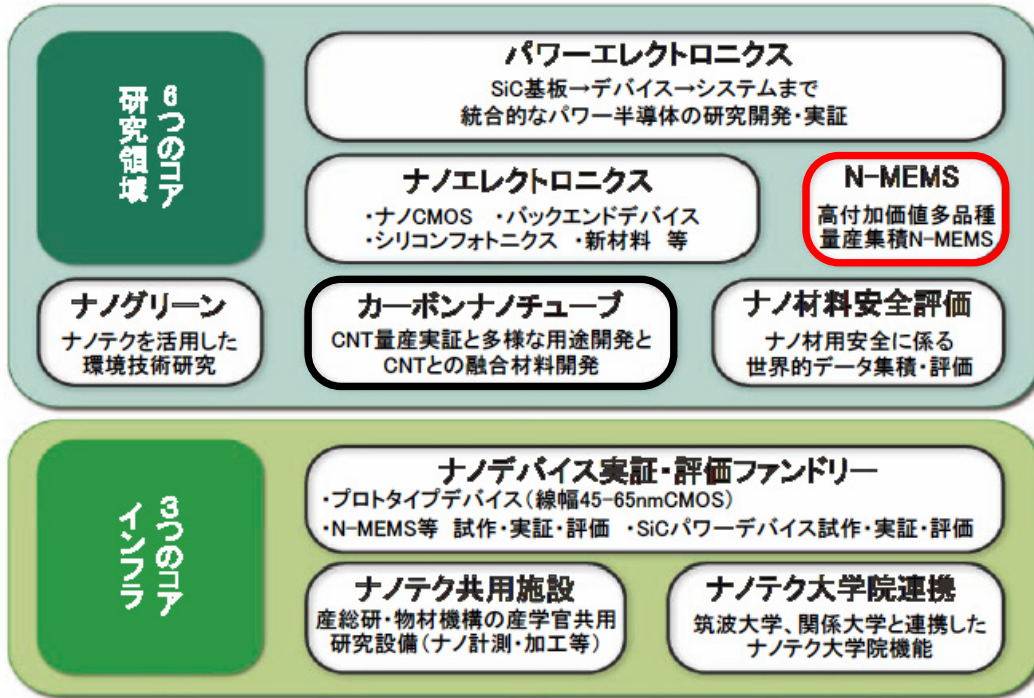 6つのコア
研究領域
パワーエレクトロニクス
SiC基板→デバイス→システムまで
統合的なパワー半導体の研究開発・実証
ナノエレクトロニクス
・ナノCMOS ・バックエンドデバイス
・シリコンフォトニクス ・新材料 等
N-MEMS
高付加価値多品種
量産集積N-MEMS
ナノグリーン
ナノテクを活用した
環境技術研究
カーボンナノチューブ
CNT量産実証と多様な用途開発と
CNTとの融合材料開発
ナノ材料安全評価
ナノ材用安全に係る
世界的データ集積・評価
3つのコア
インフラ
ナノデバイス実証・評価ファンドリー
・プロトタイプデバイス(線幅45-65nmCMOS)
・N-MEMS等 試作・実証・評価 ・SiCパワーデバイス試作・実証・評価
ナノテク共用施設
産総研・物材機構の産学官共用
研究設備(ナノ計測・加工等)
ナノテク大学院連携
筑波大学、関係大学と連携した
ナノテク大学院機能